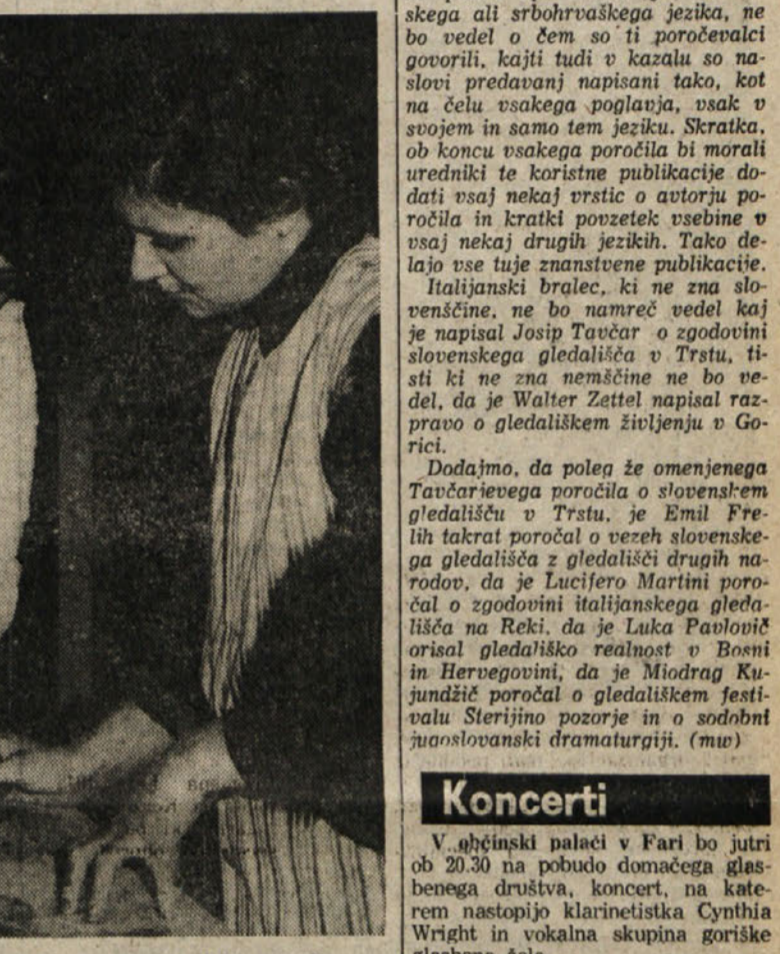 skega ali srbohrvaškega jezika, ne
bo vedel o čem so ti poročevalci
govorili, kajti tudi v kazalu so na-
slovi predavanj napisani tako, kot
na čelu vsakega poglavja, vsak v
svojem in samo tem jeziku. Skratka,
ob koncu vsakega poročila bi morali
uredniki te koristne publikacije do-
dati vsaj nekaj vrstic o avtorju po-
ročila in kratki povzetek vsebine v
vsaj nekaj drugih jezikih. Tako de-
lajo vse tuje znanstvene publikacije.
Italijanski bralec, ki ne zna slo-
venščine, ne bo namreč vedel kaj
je napisal Josip Tavčar o zgodovini
slovenskega gledališča v Trstu, ti-
sti ki ne zna nemščine ne bo ve-
del, da je Walter Zettel napisal raz-
pravo o gledališkem življenju v Go-
rici.
Dodajmo, da poleg že omenjenega
Tavčarjevega poročila o slovenskem
gledališču v Trstu, je Emil Fre-
lih takrat poročal o vezeh slovenske-
ga gledališča z gledališči drugih na-
rodov, da je Lucifero Martini poro-
čal o zgodovini italijanskega gleda-
lišča na Reki, da je Luka Pavlovič
orisal gledališko realnost v Bosni
in Hervegovini, da je Miodrag Ku-
jundžič poročal o gledališkem festi-
valu Sterijino pozorje in o sodobni
jugoslovanski dramaturgiji. (mw)
Koncerti
V občinski palači v Fari bo jutri
ob 20.30 na pobudo domačega glas-
benega društva, koncert, na kate-
rem nastopijo klarinetistka Cynthia
Wright in vokalna skupina goriške